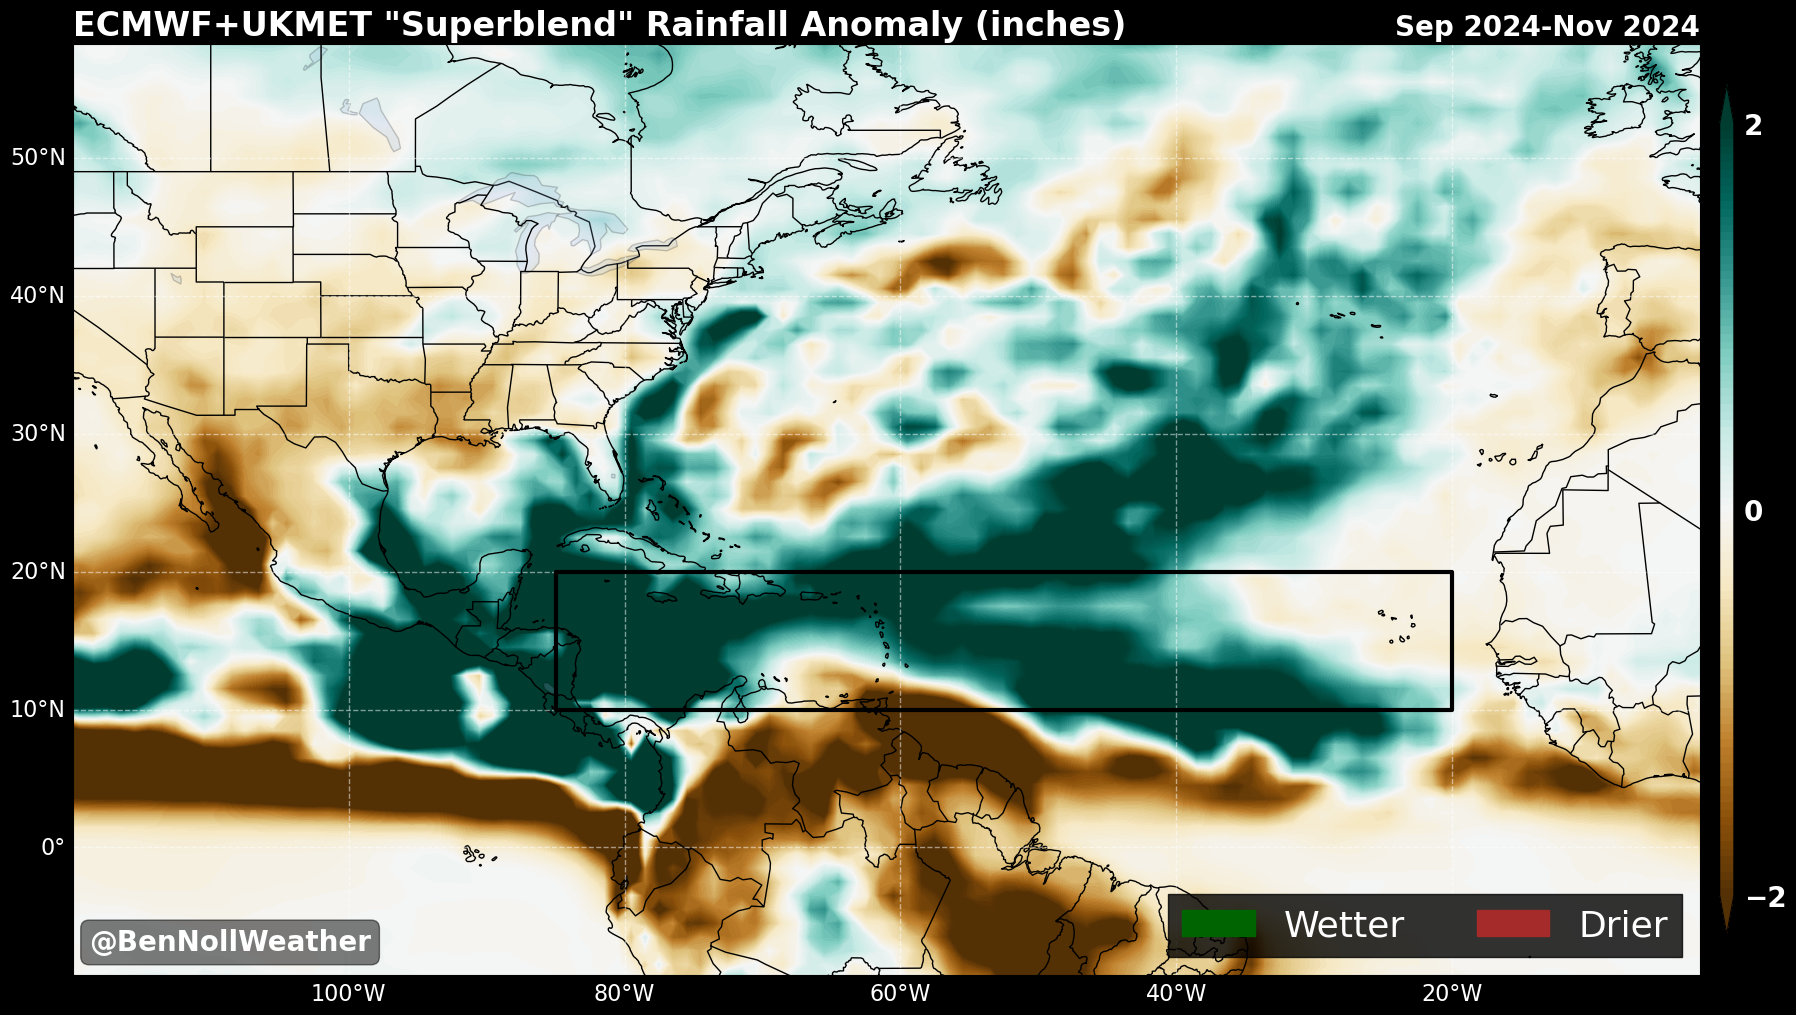 ECMWF+UKMET "Superblend" Rainfall Anomaly (inches) Sep 2024-Nov 2024
2
50°N
40°N
30°N
0
20°N
10°N
0°
−2
Wetter Drier
@BenNollWeather
100°W 80°W 60°W 40°W 20°W